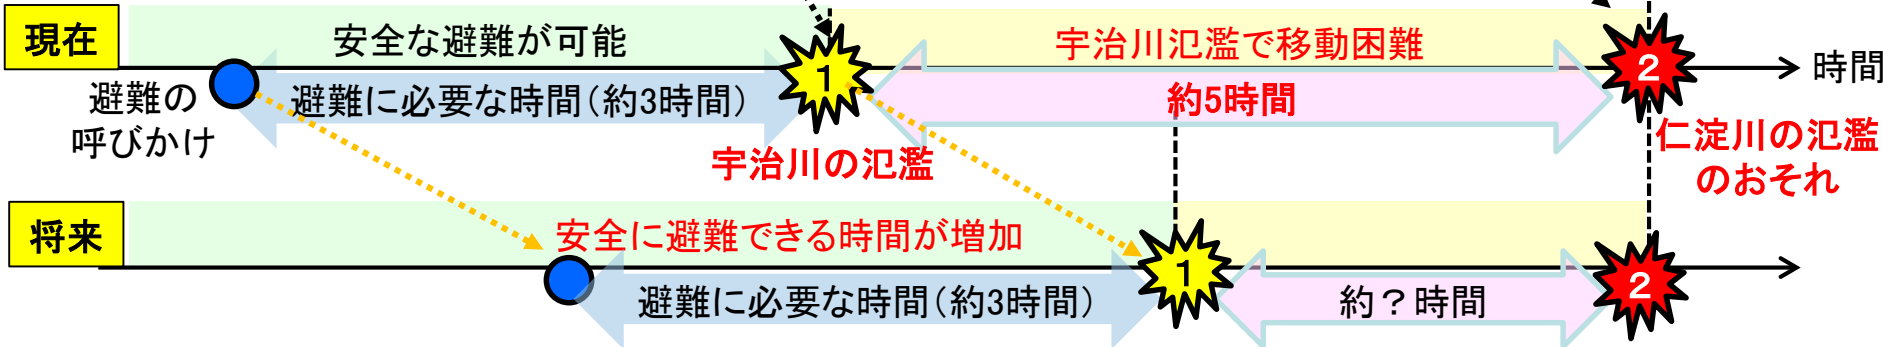 現在
安全な避難が可能
宇治川氾濫で移動困難
1
2
時間
避難の
呼びかけ
避難に必要な時間（約3時間）
約5時間
宇治川の氾濫
仁淀川の氾濫
のおそれ
将来
安全に避難できる時間が増加
1
2
避難に必要な時間（約3時間）
約？時間